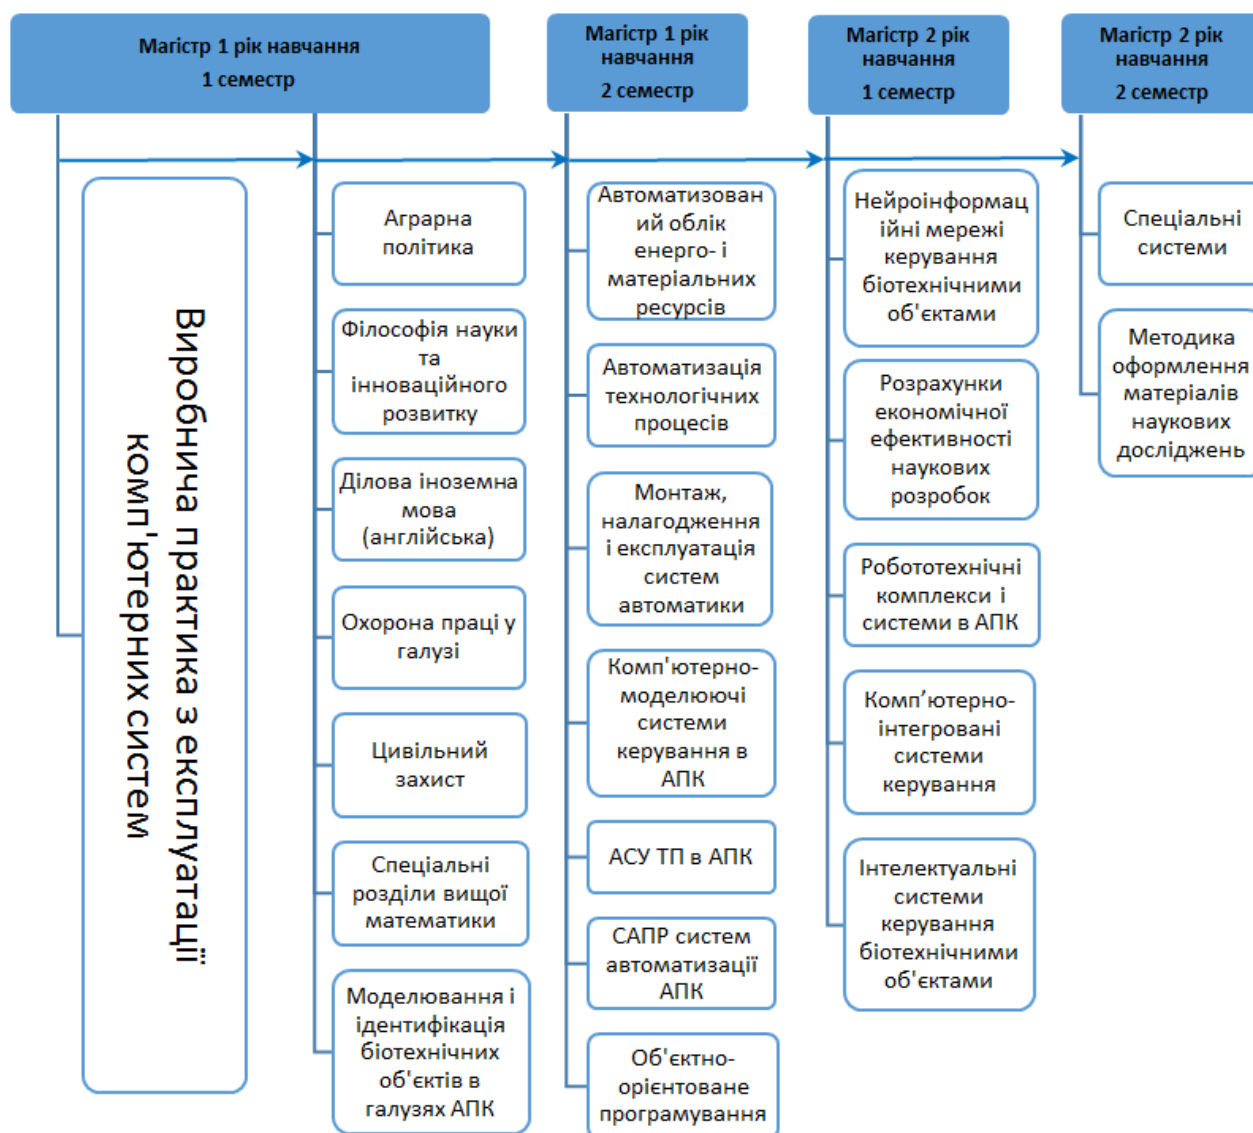 Магістр 1 рік навчання
1 семестр
Виробнича практика з експлуатації
комп'ютерних систем
Аграрна
політика
Філософія науки
та
інноваційного
розвитку
Ділова іноземна
мова
(англійська)
Охорона праці у
галузі
Цивільний
захист
Спеціальні
розділи вищої
математики
Моделювання і
ідентифікація
біотехнічних
об'єктів в
галузях АПК
Магістр 1 рік
навчання
2 семестр
Автоматизован
ий облік
енерго- і
матеріальних
ресурсів
Автоматизація
технологічних
процесів
Монтаж,
налагодження
і експлуатація
систем
автоматики
Комп'ютерно-
моделюючі
системи
керування в
АПК
АСУ ТП в АПК
САПР систем
автоматизації
АПК
Об'єктно-
орієнтоване
програмування
Магістр 2 рік
навчання
1 семестр
Нейроінформац
ійні мережі
керування
біотехнічними
об'єктами
Розрахунки
економічної
ефективності
наукових
розробок
Робототехнічні
комплекси і
системи в АПК
Комп’ютерно-
інтегровані
системи
керування
Інтелектуальні
системи
керування
біотехнічними
об'єктами
Магістр 2 рік
навчання
2 семестр
Спеціальні
системи
Методика
оформлення
матеріалів
наукових
досліджень